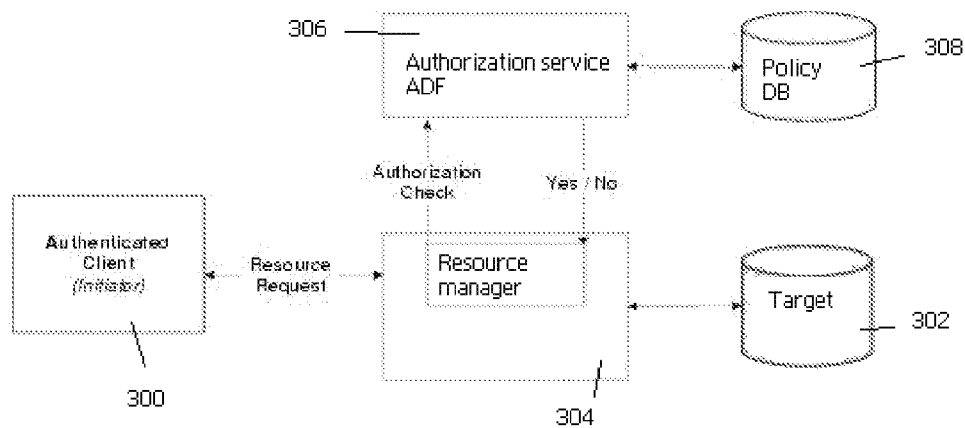 306
Authorization service
ADF
Policy
DB
308
Authorization
Check
Yes / No
Authenticated
Client
(Initiator)
Resource
Request
Resource
manager
Target
302
300
304